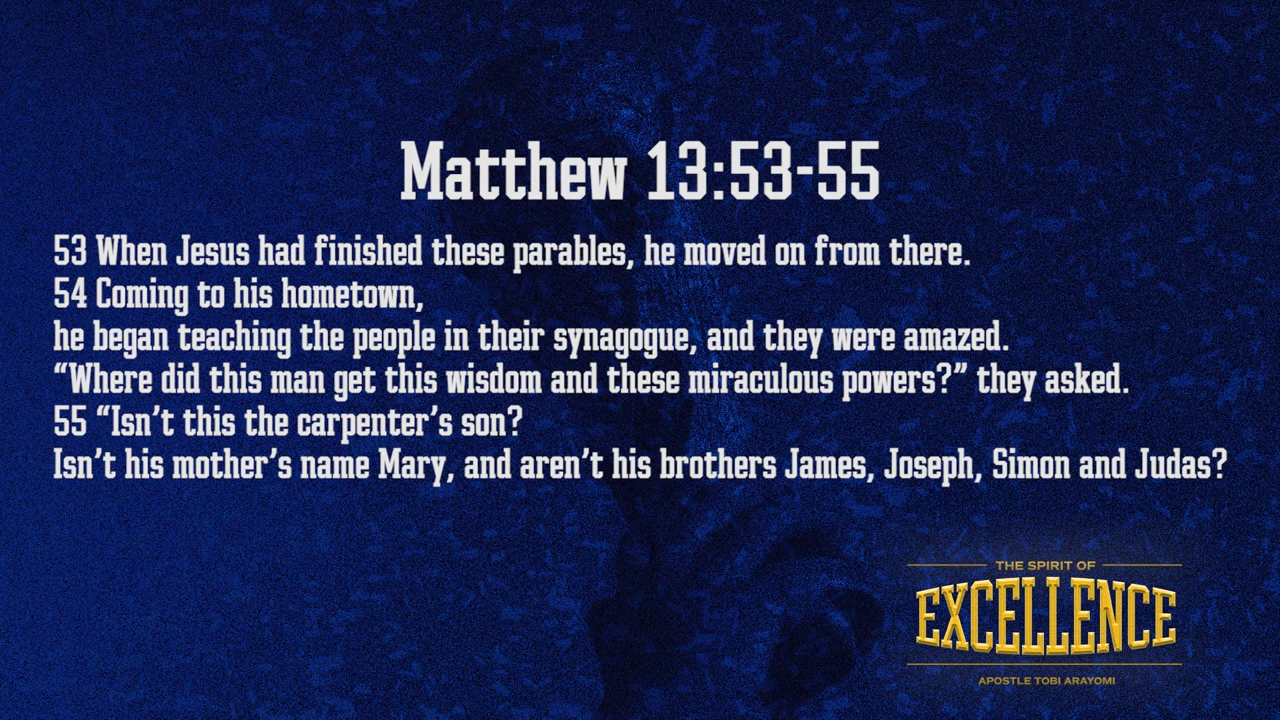 Matthew 13:53-55
53 When Jesus had finished these parables, he moved on from there.
54 Coming to his hometown,
he began teaching the people in their synagogue, and they were amazed.
“Where did this man get this wisdom and these miraculous powers?” they asked.
55 “Isn’t this the carpenter’s son?
Isn’t his mother’s name Mary, and aren’t his brothers James, Joseph, Simon and Judas?
THE SPIRIT OF
EXCELLENCE
APOSTLE TOBI ARAYOMI